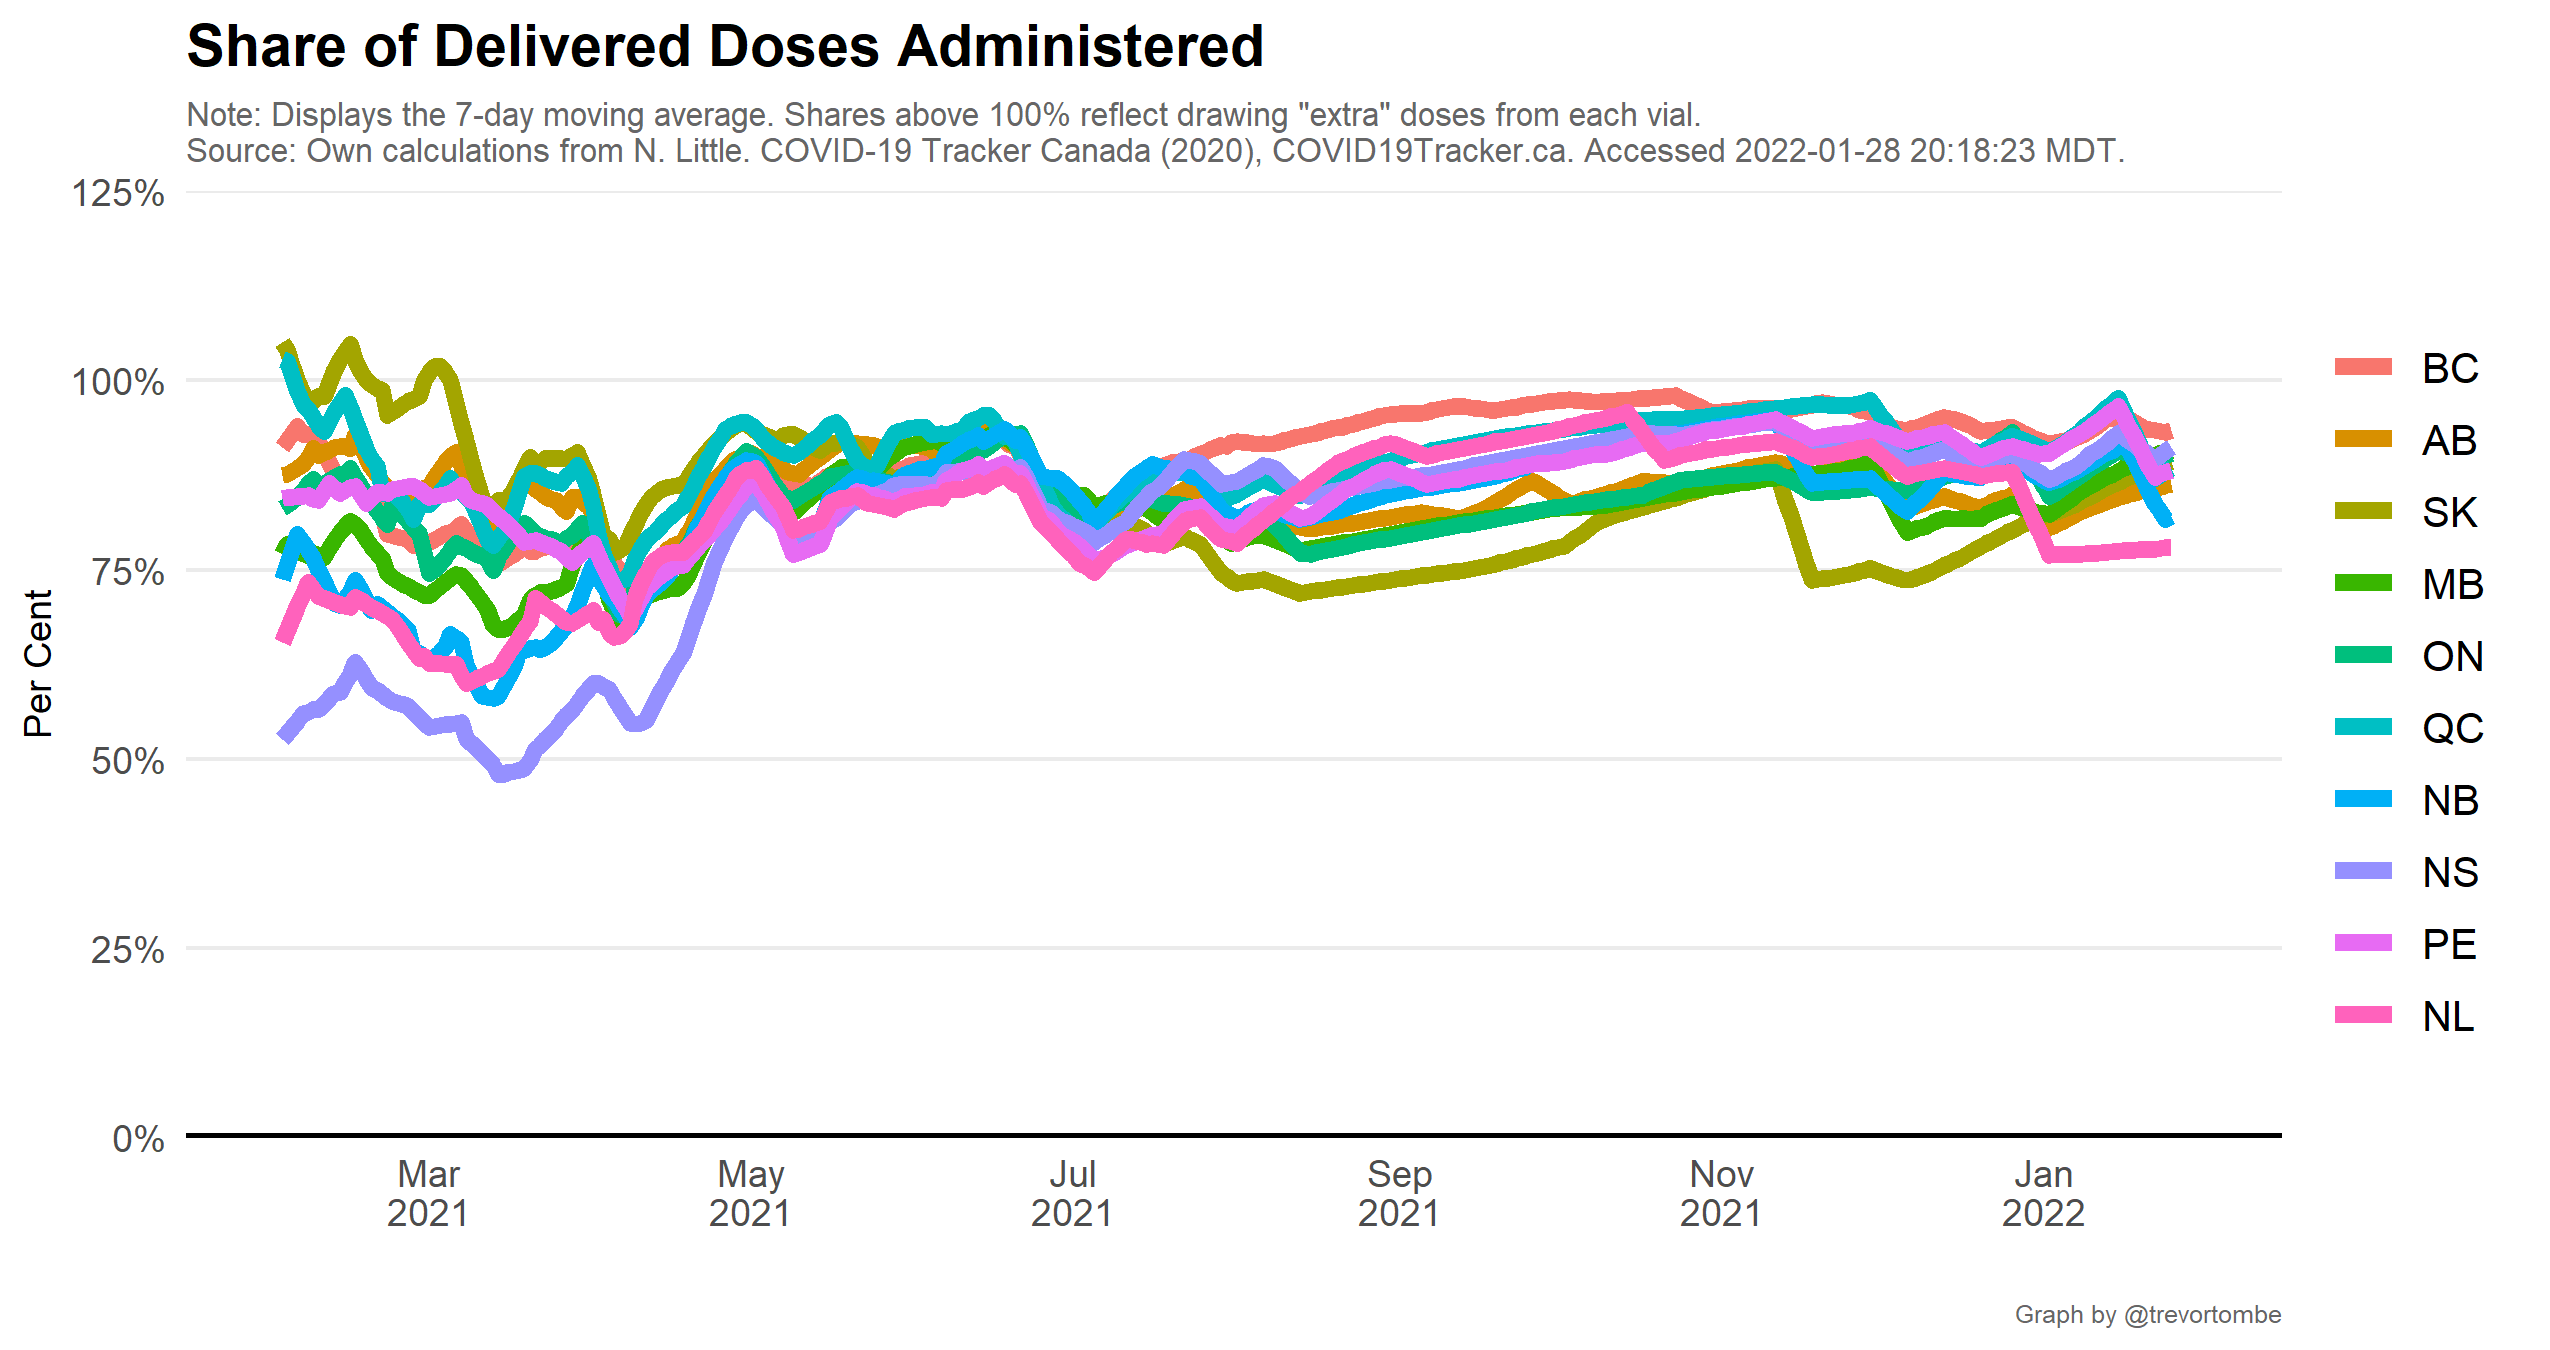 Share of Delivered Doses Administered
Note: Displays the 7-day moving average. Shares above 100% reflect drawing "extra" doses from each vial.
Source: Own calculations from N. Little. COVID-19 Tracker Canada (2020), COVID19Tracker.ca. Accessed 2022-01-28 20:18:23 MDT.
125%
100%
75%
50%
25%
0%
Per Cent
Mar
2021
May
2021
Jul
2021
Sep
2021
Nov
2021
Jan
2022
BC
AB
SK
MB
ON
QC
NB
NS
PE
NL
Graph by @trevortombe